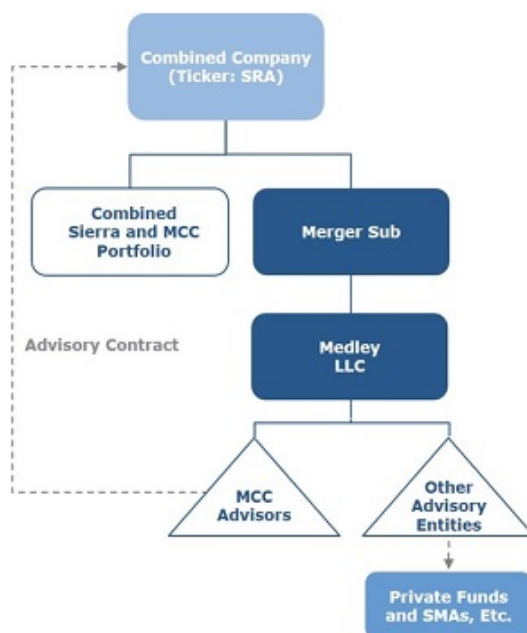 Combined Company
(Ticker: SRA)
Combined
Sierra and MCC
Portfolio
Merger Sub
Advisory Contract
Medley
LLC
MCC
Advisors
Other
Advisory
Entities
Private Funds
and SMAs, Etc.